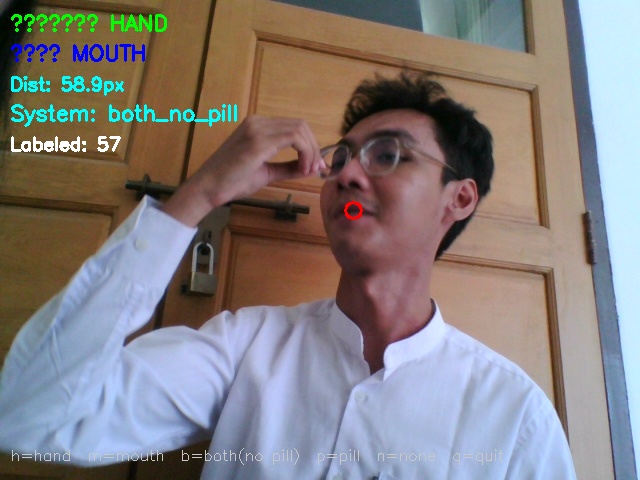 ??????? HAND
???? MOUTH
Dist: 58.9px
System: both_no_pill
Labeled: 57
h=hand m=mouth b=both(no pill) p=pill n=none q=quit